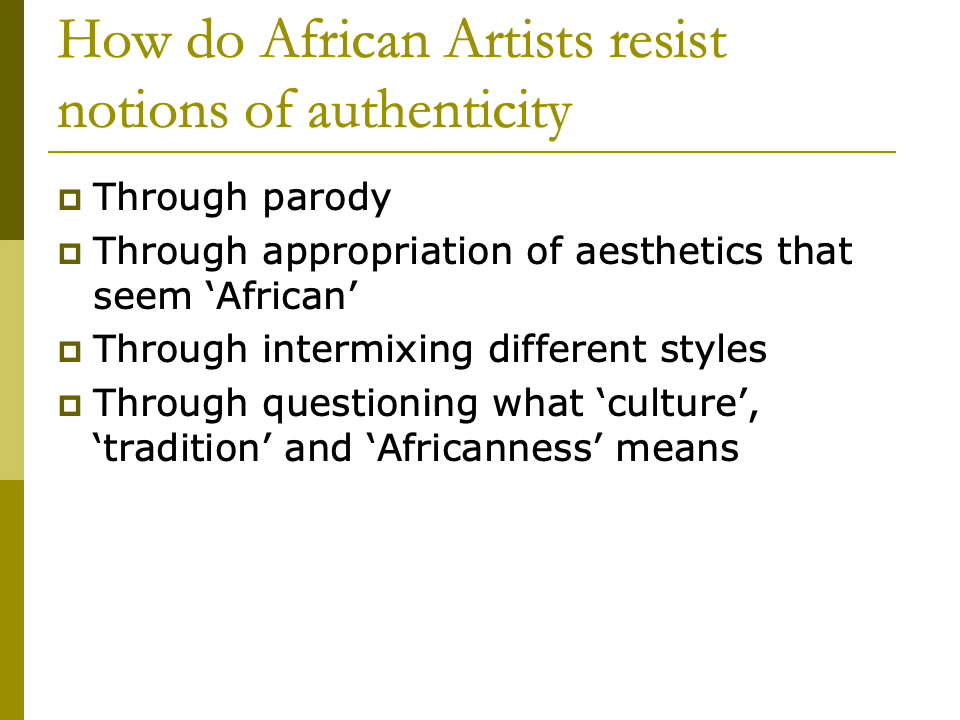 How do African Artists resist
notions of authenticity
Through parody
Through appropriation of aesthetics that
seem ‘African’
Through intermixing different styles
Through questioning what ‘culture’,
‘tradition’ and ‘Africanness’ means